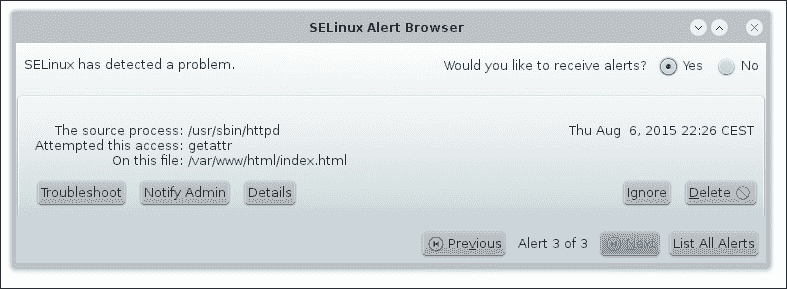 SELinux Alert Browser
SELinux has detected a problem.
Would you like to receive alerts? Yes No
The source process: /usr/sbin/httpd
Thu Aug 6, 2015 22:26 CEST
Attempted this access: getattr
On this file: /var/www/html/index.html
Troubleshoot Notify Admin Details Ignore Delete
Previous Alert 3 of 3 Next List All Alerts